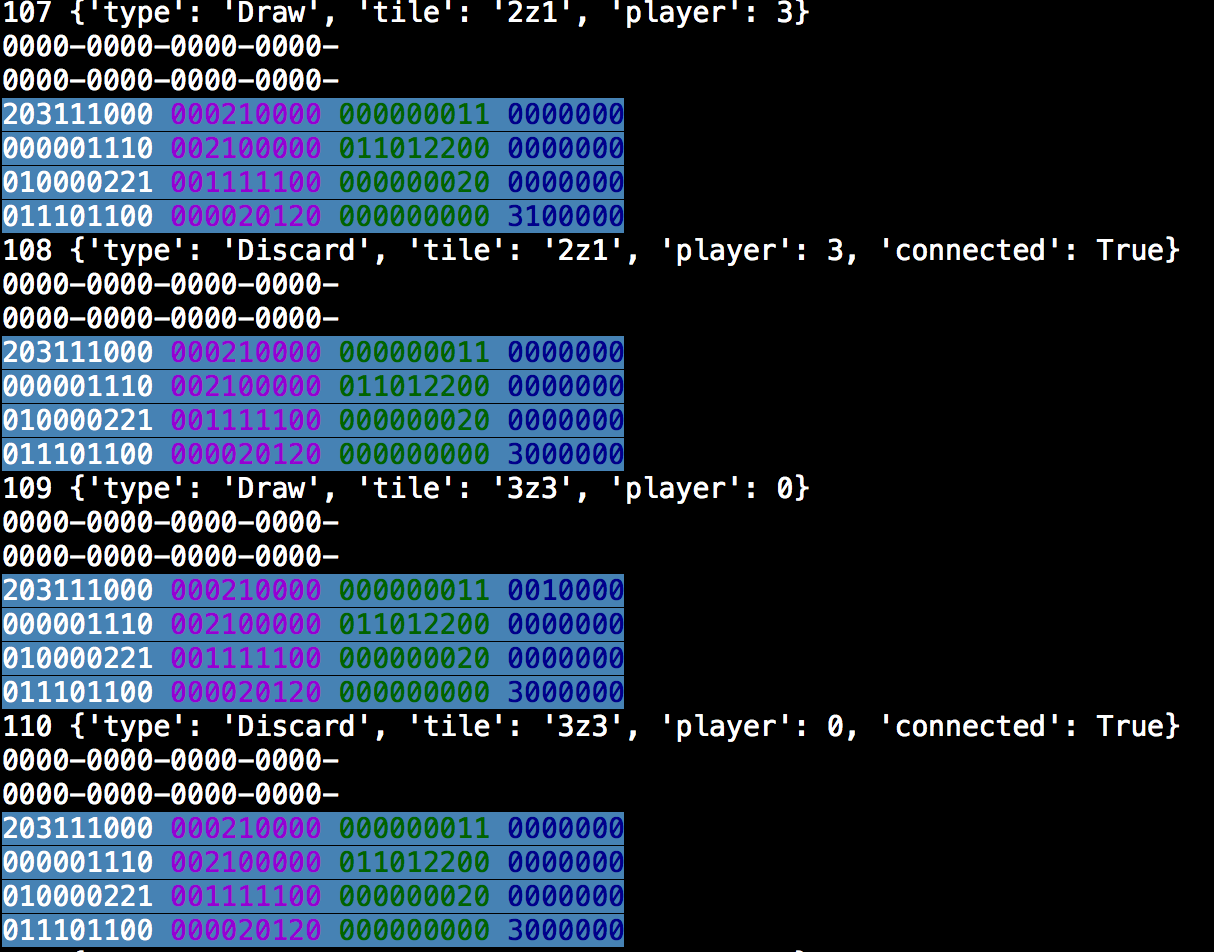 107 {'type': 'Draw', 'tile': '2z1', 'player': 3}
0000-0000-0000-0000-
0000-0000-0000-0000-
203111000 000210000 000000011 0000000
000001110 002100000 011012200 0000000
010000221 001111100 000000020 0000000
011101100 000020120 000000000 3100000
108 {'type': 'Discard', 'tile': '2z1', 'player': 3, 'connected': True}
0000-0000-0000-0000-
0000-0000-0000-0000-
203111000 000210000 000000011 0000000
000001110 002100000 011012200 0000000
010000221 001111100 000000020 0000000
011101100 000020120 000000000 3000000
109 {'type': 'Draw', 'tile': '3z3', 'player': 0}
0000-0000-0000-0000-
0000-0000-0000-0000-
203111000 000210000 000000011 0010000
000001110 002100000 011012200 0000000
010000221 001111100 000000020 0000000
011101100 000020120 000000000 3000000
110 {'type': 'Discard', 'tile': '3z3', 'player': 0, 'connected': True}
0000-0000-0000-0000-
0000-0000-0000-0000-
203111000 000210000 000000011 0000000
000001110 002100000 011012200 0000000
010000221 001111100 000000020 0000000
011101100 000020120 000000000 3000000